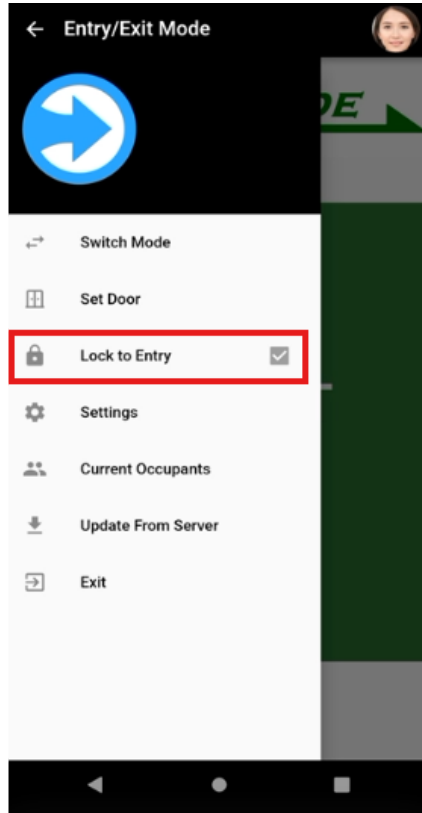 Entry/Exit Mode
DE
Switch Mode
Set Door
Lock to Entry
Settings
Current Occupants
Update From Server
Exit